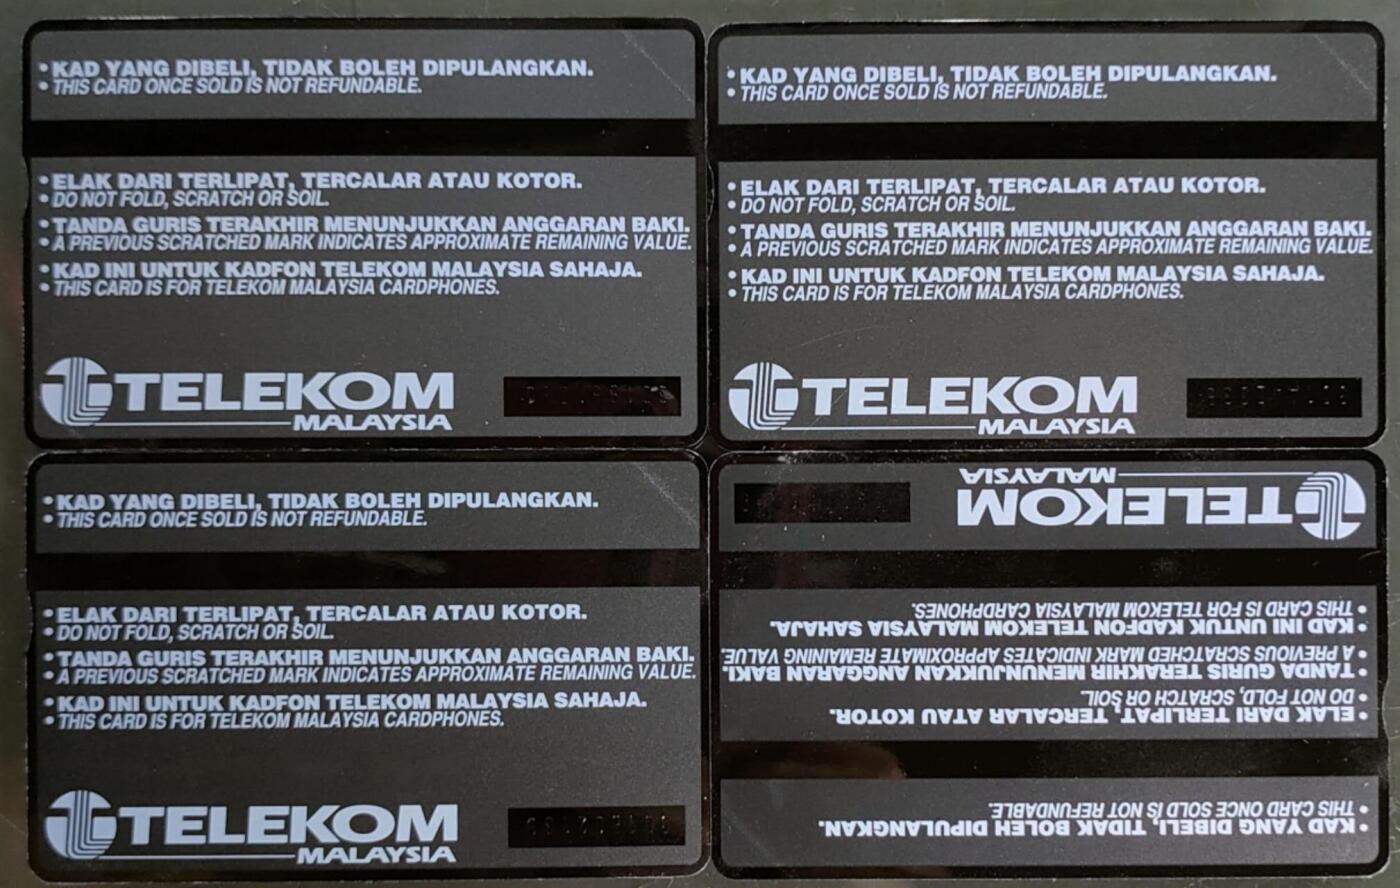 • KAD YANG DIBELI, TIDAK BOLEH DIPULANGKAN.
• THIS CARD ONCE SOLD IS NOT REFUNDABLE.
• ELAK DARI TERLIPAT, TERCALAR ATAU KOTOR.
• DO NOT FOLD, SCRATCH OR SOIL.
• TANDA GURIS TERAKHIR MENUNJUKKAN ANGGARAN BAKI.
• A PREVIOUS SCRATCHED MARK INDICATES APPROXIMATE REMAINING VALUE.
• KAD INI UNTUK KADFON TELEKOM MALAYSIA SAHAJA.
• THIS CARD IS FOR TELEKOM MALAYSIA CARDPHONES.
TELEKOM
MALAYSIA
• KAD YANG DIBELI, TIDAK BOLEH DIPULANGKAN.
• THIS CARD ONCE SOLD IS NOT REFUNDABLE.
• ELAK DARI TERLIPAT, TERCALAR ATAU KOTOR.
• DO NOT FOLD, SCRATCH OR SOIL.
• TANDA GURIS TERAKHIR MENUNJUKKAN ANGGARAN BAKI.
• A PREVIOUS SCRATCHED MARK INDICATES APPROXIMATE REMAINING VALUE.
• KAD INI UNTUK KADFON TELEKOM MALAYSIA SAHAJA.
• THIS CARD IS FOR TELEKOM MALAYSIA CARDPHONES.
TELEKOM
MALAYSIA
• KAD YANG DIBELI, TIDAK BOLEH DIPULANGKAN.
• THIS CARD ONCE SOLD IS NOT REFUNDABLE.
• ELAK DARI TERLIPAT, TERCALAR ATAU KOTOR.
• DO NOT FOLD, SCRATCH OR SOIL.
• TANDA GURIS TERAKHIR MENUNJUKKAN ANGGARAN BAKI.
• A PREVIOUS SCRATCHED MARK INDICATES APPROXIMATE REMAINING VALUE.
• KAD INI UNTUK KADFON TELEKOM MALAYSIA SAHAJA.
• THIS CARD IS FOR TELEKOM MALAYSIA CARDPHONES.
TELEKOM
MALAYSIA
• KAD YANG DIBELI, TIDAK BOLEH DIPULANGKAN.
• THIS CARD ONCE SOLD IS NOT REFUNDABLE.
• ELAK DARI TERLIPAT, TERCALAR ATAU KOTOR.
• DO NOT FOLD, SCRATCH OR SOIL.
• TANDA GURIS TERAKHIR MENUNJUKKAN ANGGARAN BAKI.
• A PREVIOUS SCRATCHED MARK INDICATES APPROXIMATE REMAINING VALUE.
• KAD INI UNTUK KADFON TELEKOM MALAYSIA SAHAJA.
• THIS CARD IS FOR TELEKOM MALAYSIA CARDPHONES.
TELEKOM
MALAYSIA